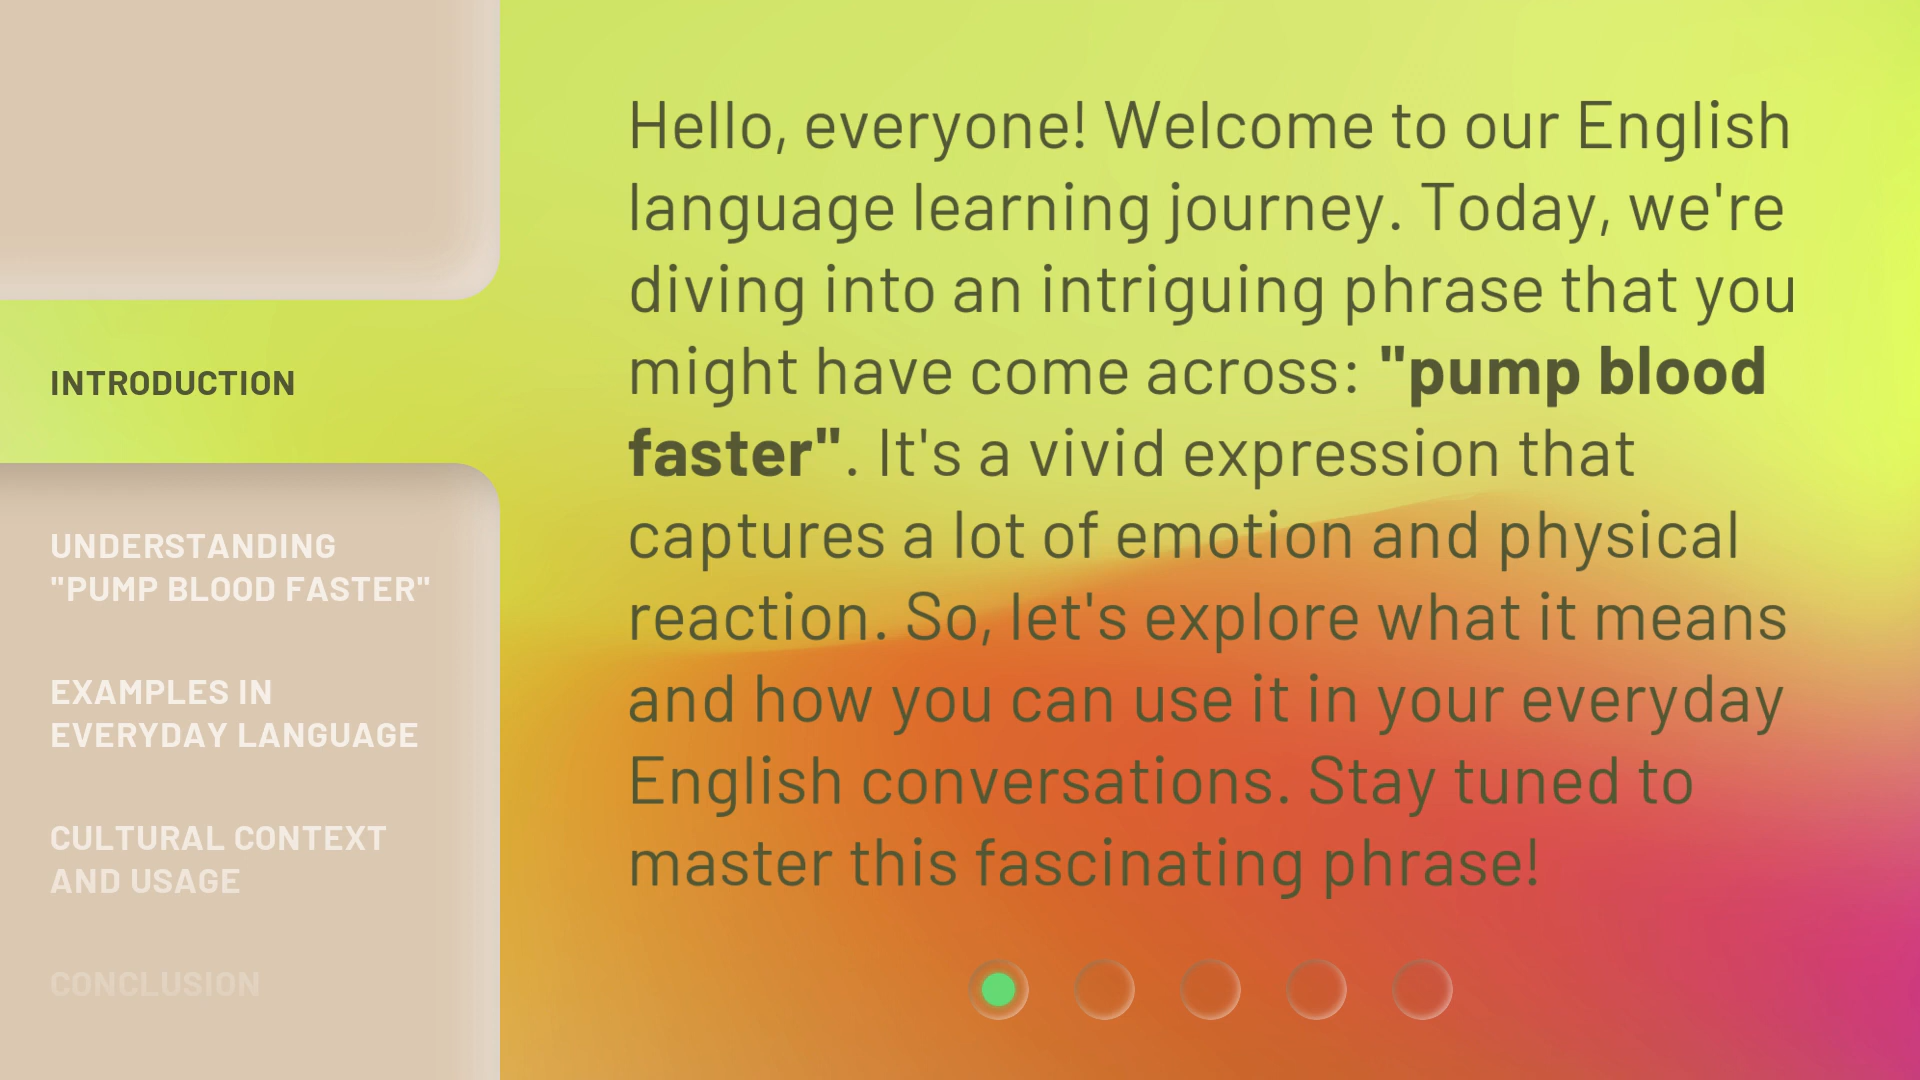 INTRODUCTION
UNDERSTANDING
"PUMP BLOOD FASTER"
EXAMPLES IN
EVERYDAY LANGUAGE
CULTURAL CONTEXT
AND USAGE
CONCLUSION
Hello, everyone! Welcome to our English
language learning journey. Today, we're
diving into an intriguing phrase that you
might have come across: "pump blood
faster". It's a vivid expression that
captures a lot of emotion and physical
reaction. So, let's explore what it means
and how you can use it in your everyday
English conversations. Stay tuned to
master this fascinating phrase!